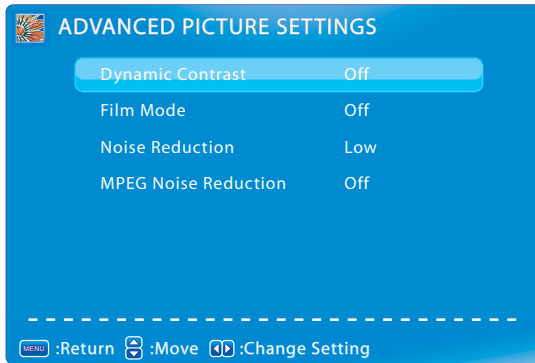 ADVANCED PICTURE SETTINGS
Dynamic Contrast Off
Film Mode Off
Noise Reduction Low
MPEG Noise Reduction Off
MENU :Return :Move :Change Setting